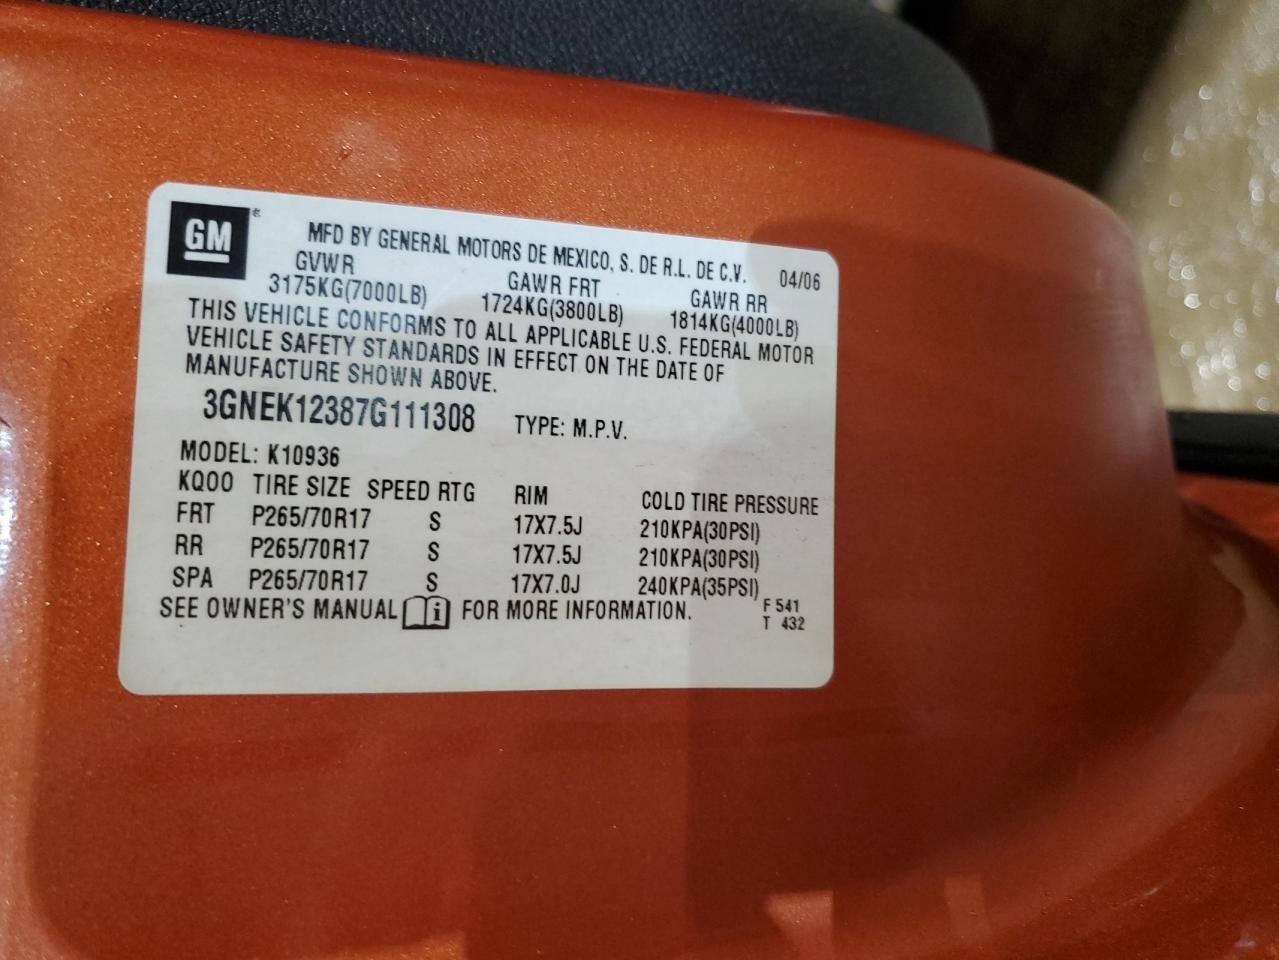 GM®
MFD BY GENERAL MOTORS DE MEXICO, S. DE R.L. DE C.V. 04/06
GVWR GAWR FRT GAWR RR
3175KG(7000LB) 1724KG(3800LB) 1814KG(4000LB)
THIS VEHICLE CONFORMS TO ALL APPLICABLE U.S. FEDERAL MOTOR
VEHICLE SAFETY STANDARDS IN EFFECT ON THE DATE OF
MANUFACTURE SHOWN ABOVE.
3GNEK12387G111308 TYPE: M.P.V.
MODEL: K10936
KQOO TIRE SIZE SPEED RTG RIM COLD TIRE PRESSURE
FRT P265/70R17 S 17X7.5J 210KPA(30PSI)
RR P265/70R17 S 17X7.5J 210KPA(30PSI)
SPA P265/70R17 S 17X7.0J 240KPA(35PSI)
SEE OWNER'S MANUAL i FOR MORE INFORMATION. F 541
T 432